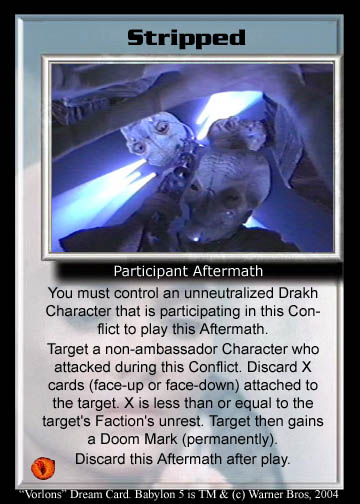 Stripped
Participant Aftermath
You must control an unneutralized Drakh
Character that is participating in this Con-
flict to play this Aftermath.
Target a non-ambassador Character who
attacked during this Conflict. Discard X
cards (face-up or face-down) attached to
the target. X is less than or equal to the
target's Faction's unrest. Target then gains
a Doom Mark (permanently).
Discard this Aftermath after play.
“Vorlons” Dream Card. Babylon 5 is TM & (c) Warner Bros, 2004